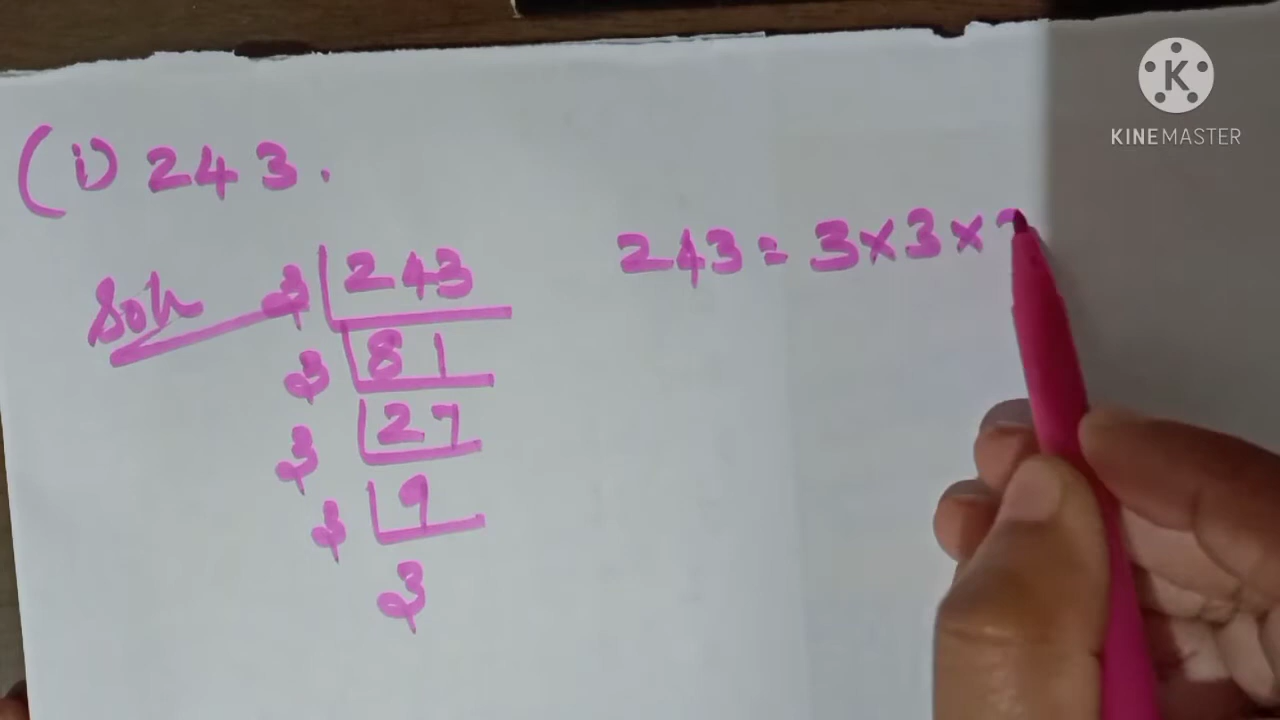 (i) 243.
Soln
3 243
3 81
3 27
3 9
3
243 = 3×3×
K
KINEMASTER